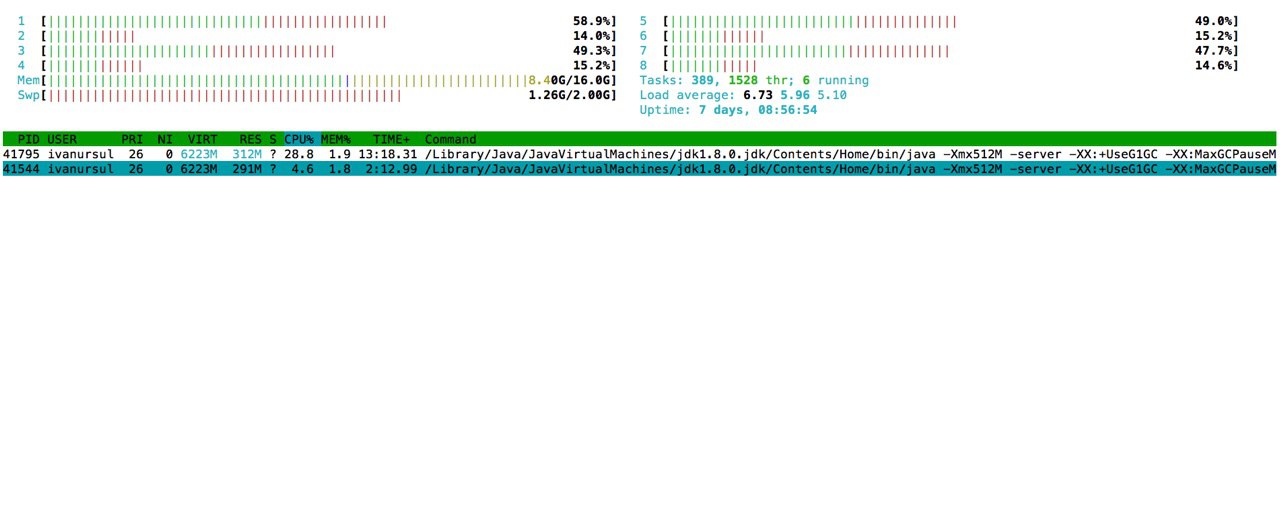 1 [||||||||||||||||||||||||||||||||||||||||||||||| 58.9%] 5 [|||||||||||||||||||||||||||||||||||||||| 49.0%]
2 [|||||||||||| 14.0%] 6 [||||||||||||| 15.2%]
3 [|||||||||||||||||||||||||||||||||||||||| 49.3%] 7 [||||||||||||||||||||||||||||||||||||||| 47.7%]
4 [||||||||||||| 15.2%] 8 [|||||||||||| 14.6%]
Mem[|||||||||||||||||||||||||||||||||||||||||||||||||||||||||||||||||8.40G/16.0G] Tasks: 389, 1528 thr; 6 running
Swp[|||||||||||||||||||||||||||||||||||||||||||||||| 1.26G/2.00G] Load average: 6.73 5.96 5.10
Uptime: 7 days, 08:56:54
PID USER PRI NI VIRT RES S CPU% MEM% TIME+ Command
41795 ivanursul 26 0 6223M 312M ? 28.8 1.9 13:18.31 /Library/Java/JavaVirtualMachines/jdk1.8.0.jdk/Contents/Home/bin/java -Xmx512M -server -XX:+UseG1GC -XX:MaxGCPauseM
41544 ivanursul 26 0 6223M 291M ? 4.6 1.8 2:12.99 /Library/Java/JavaVirtualMachines/jdk1.8.0.jdk/Contents/Home/bin/java -Xmx512M -server -XX:+UseG1GC -XX:MaxGCPauseM